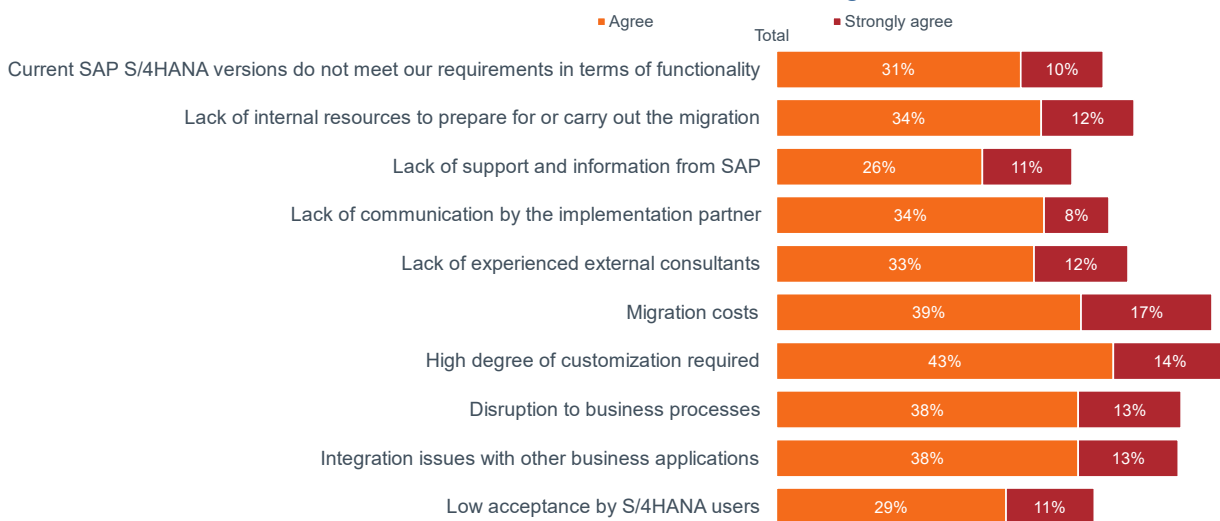 Agree Strongly agree
Total
Current SAP S/4HANA versions do not meet our requirements in terms of functionality 31% 10%
Lack of internal resources to prepare for or carry out the migration 34% 12%
Lack of support and information from SAP 26% 11%
Lack of communication by the implementation partner 34% 8%
Lack of experienced external consultants 33% 12%
Migration costs 39% 17%
High degree of customization required 43% 14%
Disruption to business processes 38% 13%
Integration issues with other business applications 38% 13%
Low acceptance by S/4HANA users 29% 11%